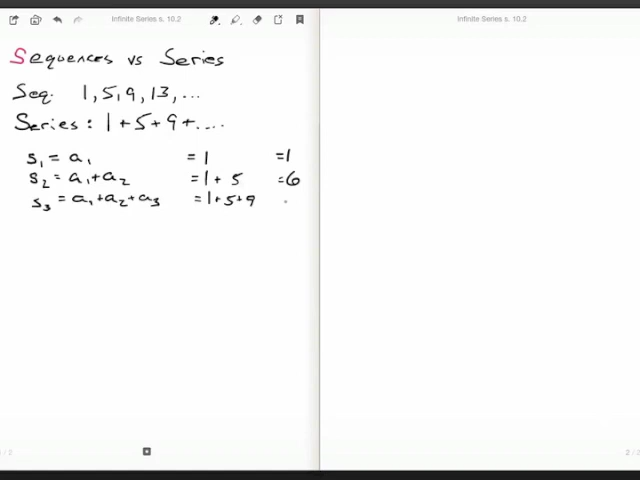 Infinite Series s. 10.2
Infinite Series s. 10.2
Sequences vs Series
Seq. 1, 5, 9, 13, ...
Series: 1 + 5 + 9 + ....
s₁ = a₁ = 1 = 1
s₂ = a₁ + a₂ = 1 + 5 = 6
s₃ = a₁ + a₂ + a₃ = 1 + 5 + 9